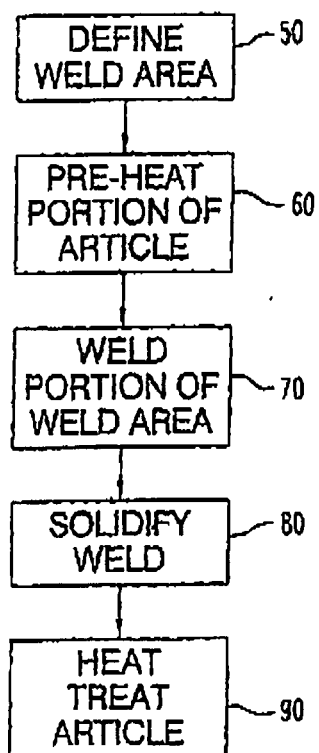 DEFINE
WELD AREA
50
PRE-HEAT
PORTION OF
ARTICLE
60
WELD
PORTION OF
WELD AREA
70
SOLIDIFY
WELD
80
HEAT
TREAT
ARTICLE
90